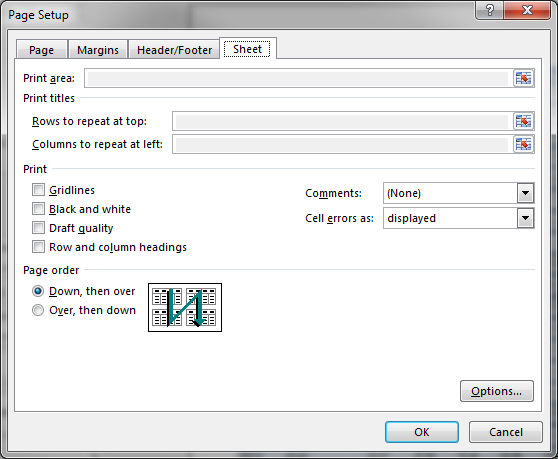 Page Setup
Page Margins Header/Footer Sheet
Print area:
Print titles
Rows to repeat at top:
Columns to repeat at left:
Print
Gridlines
Black and white
Draft quality
Row and column headings
Comments: (None)
Cell errors as: displayed
Page order
Down, then over
Over, then down
Options...
OK Cancel